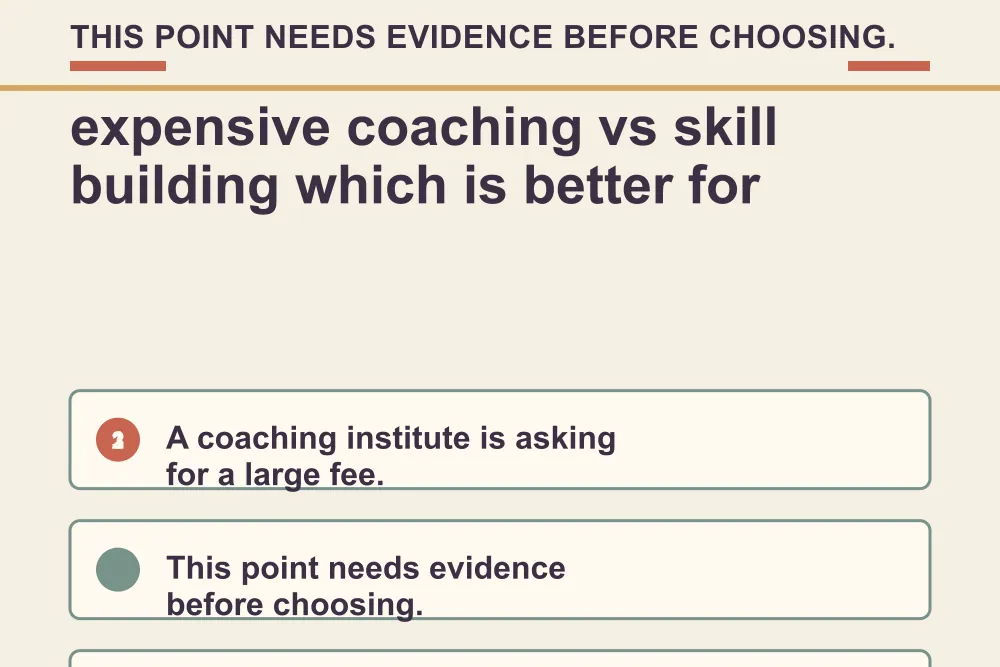 THIS POINT NEEDS EVIDENCE BEFORE CHOOSING.
expensive coaching vs skill
building which is better for
A coaching institute is asking
for a large fee.
This point needs evidence
before choosing.